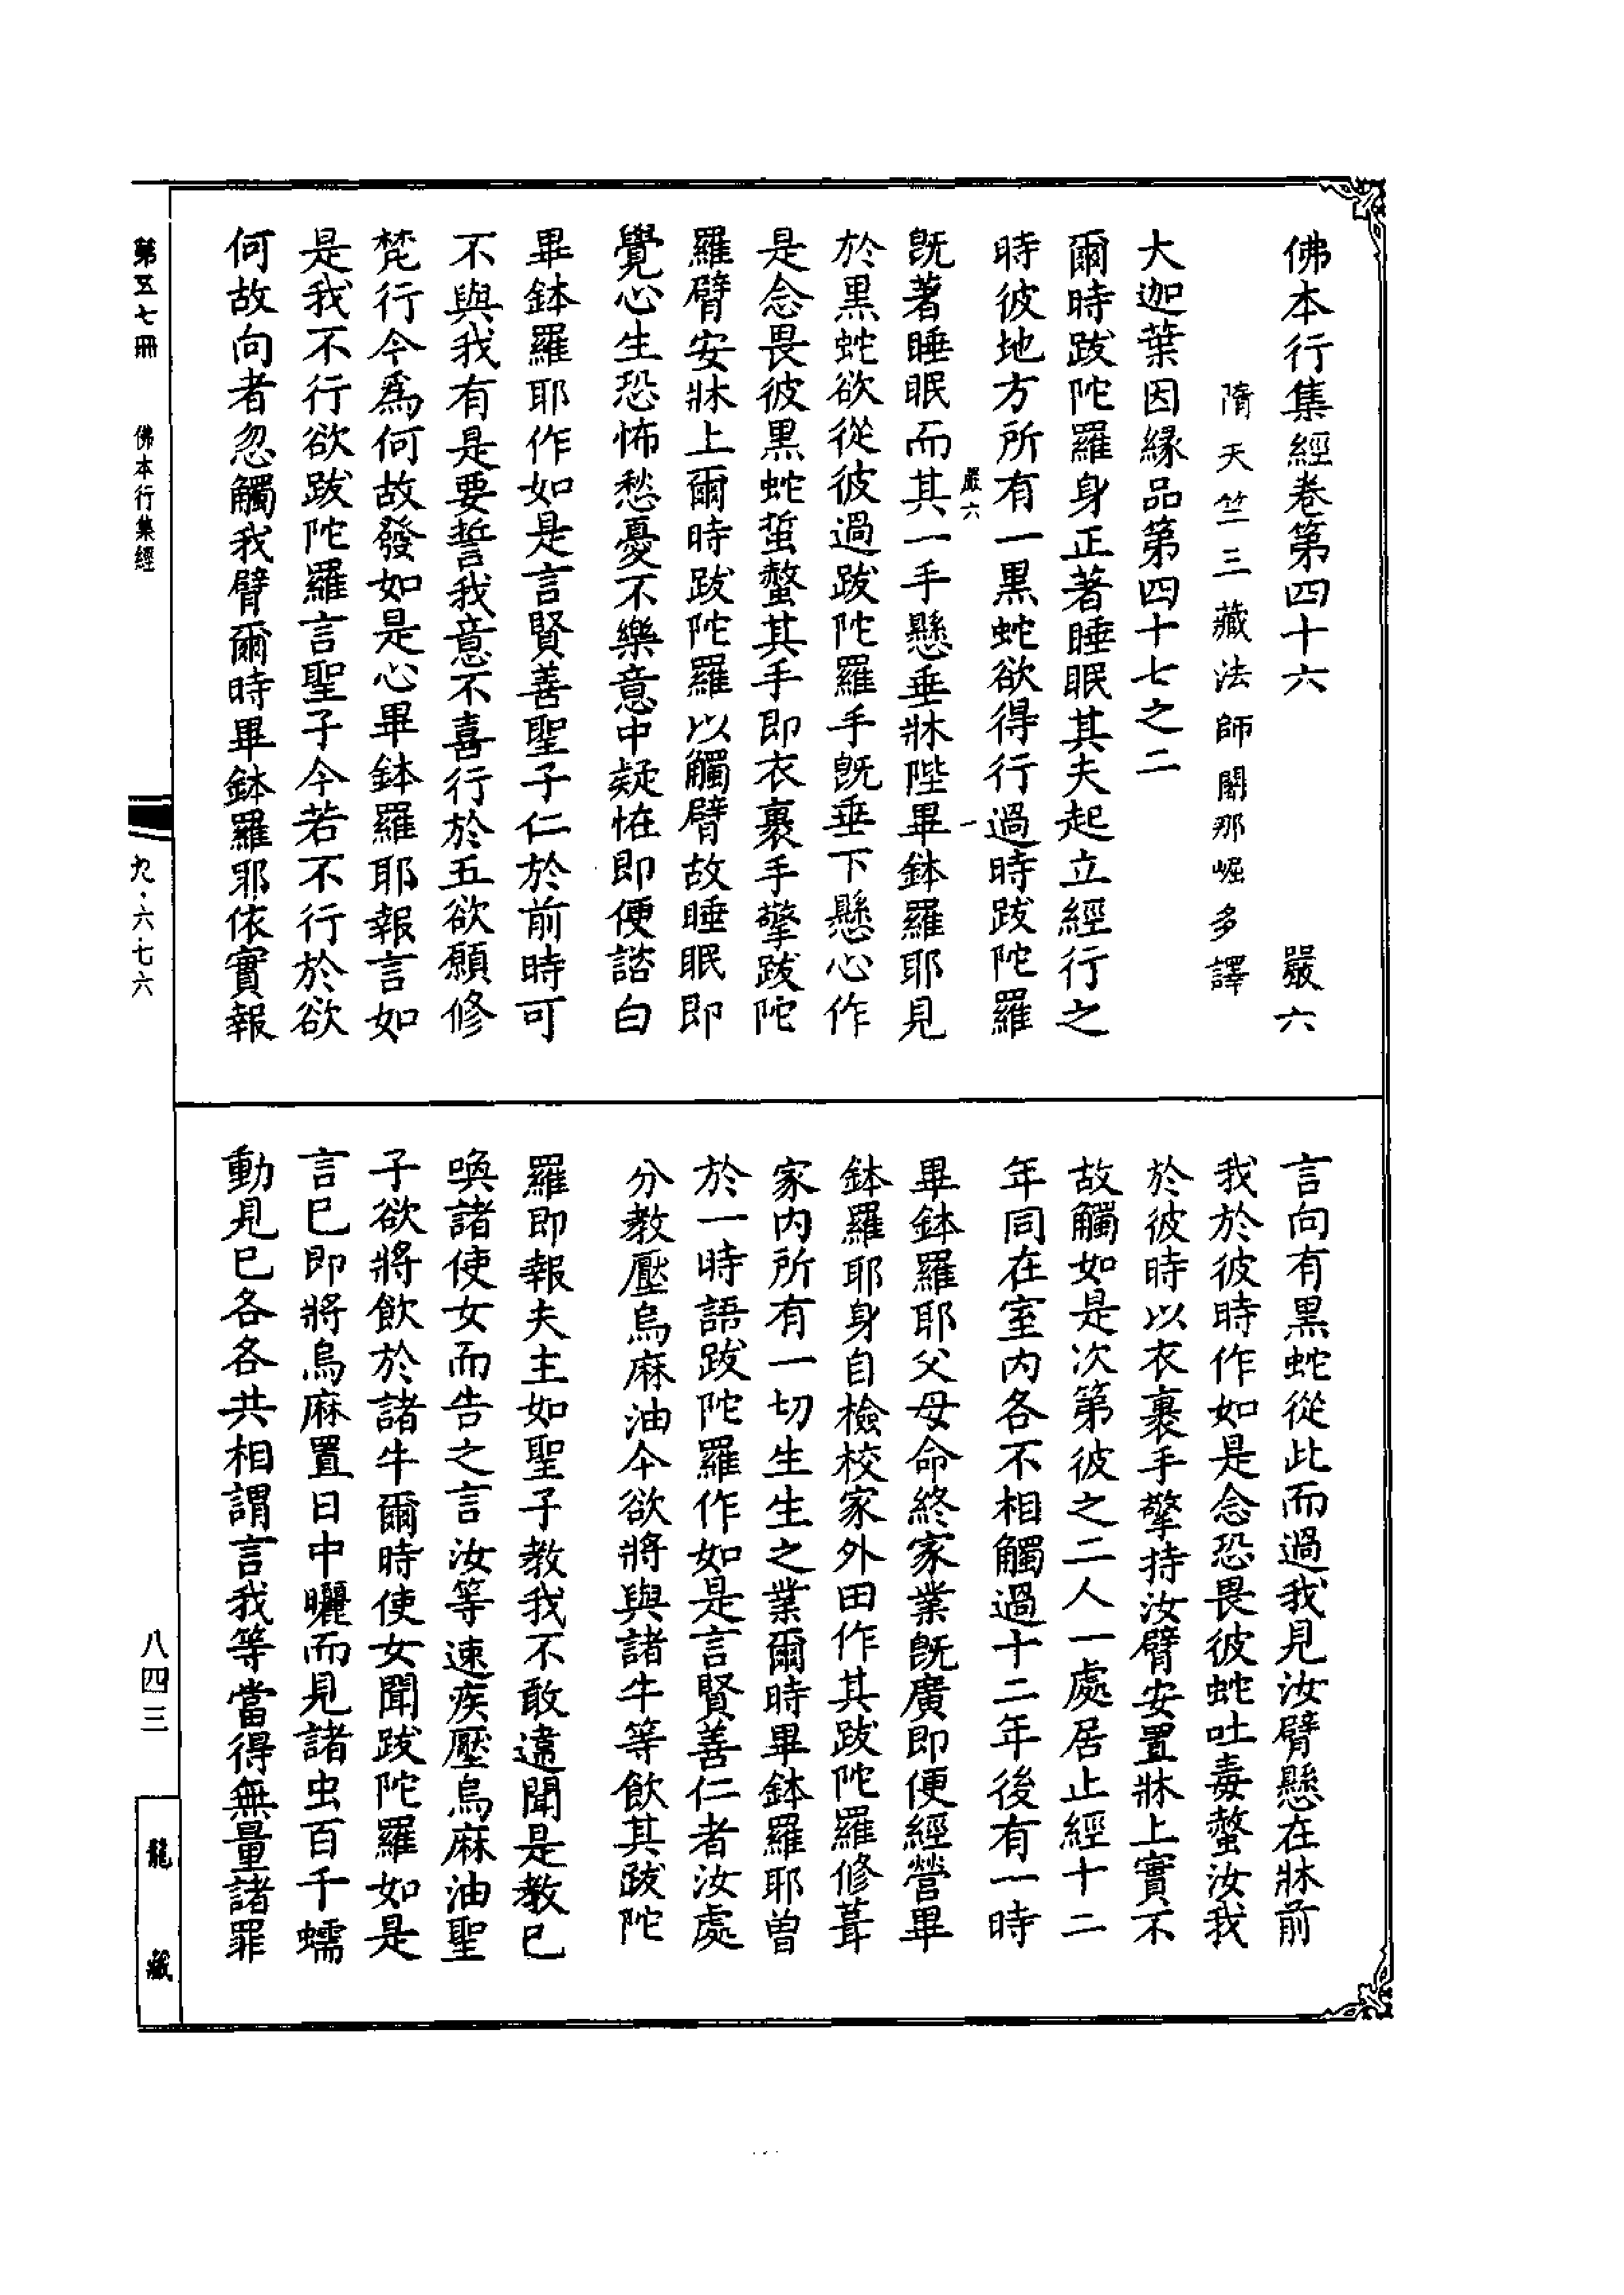 佛本行集經卷第四十六　嚴六
隋天竺三藏法師闍那崛多譯
大迦葉因緣品第四十七之二
爾時跋陀羅身正著睡眠其夫起立經行之
時彼地方所有一黑蛇欲得行過時跋陀羅
嚴六　一
旣著睡眠而其一手懸垂牀陛畢鉢羅耶見
於黑蛇欲從彼過跋陀羅手旣垂下懸心作
是念畏彼黑蛇蜇螫其手即衣裹手擎跋陀
羅臂安牀上爾時跋陀羅以觸臂故睡眠即
覺心生恐怖愁憂不樂意中疑恠即便諮白
畢鉢羅耶作如是言賢善聖子仁於前時可
不與我有是要誓我意不喜行於五欲願修
梵行今爲何故發如是心畢鉢羅耶報言如
是我不行欲跋陀羅言聖子今若不行於欲
何故向者忽觸我臂爾時畢鉢羅耶依實報
言向有黑蛇從此而過我見汝臂懸在牀前
我於彼時作如是念恐畏彼蛇吐毒螫汝我
於彼時以衣裹手擎持汝臂安置牀上實不
故觸如是次第彼之二人一處居止經十二
年同在室內各不相觸過十二年後有一時
畢鉢羅耶父母命終家業旣廣即便經營畢
鉢羅耶身自檢校家外田作其跋陀羅修葺
家內所有一切生生之業爾時畢鉢羅耶曾
於一時語跋陀羅作如是言賢善仁者汝處
分教壓烏麻油今欲將與諸牛等飲其跋陀
羅即報夫主如聖子教我不敢違聞是教已
喚諸使女而告之言汝等速疾壓烏麻油聖
子欲將飲於諸牛爾時使女聞跋陀羅如是
言已即將烏麻置日中曬而見諸虫百千蠕
動見已各各共相謂言我等當得無量諸罪
第五七冊　佛本行集經
九·六·七六
八四三
龍藏